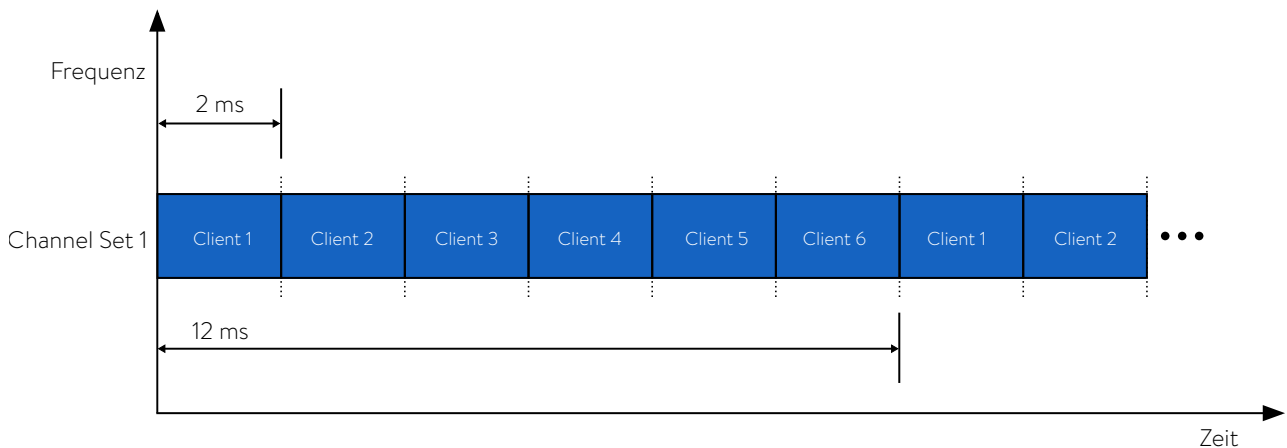 Frequenz
2 ms
Channel Set 1
Client 1
Client 2
Client 3
Client 4
Client 5
Client 6
Client 1
Client 2
12 ms
Zeit